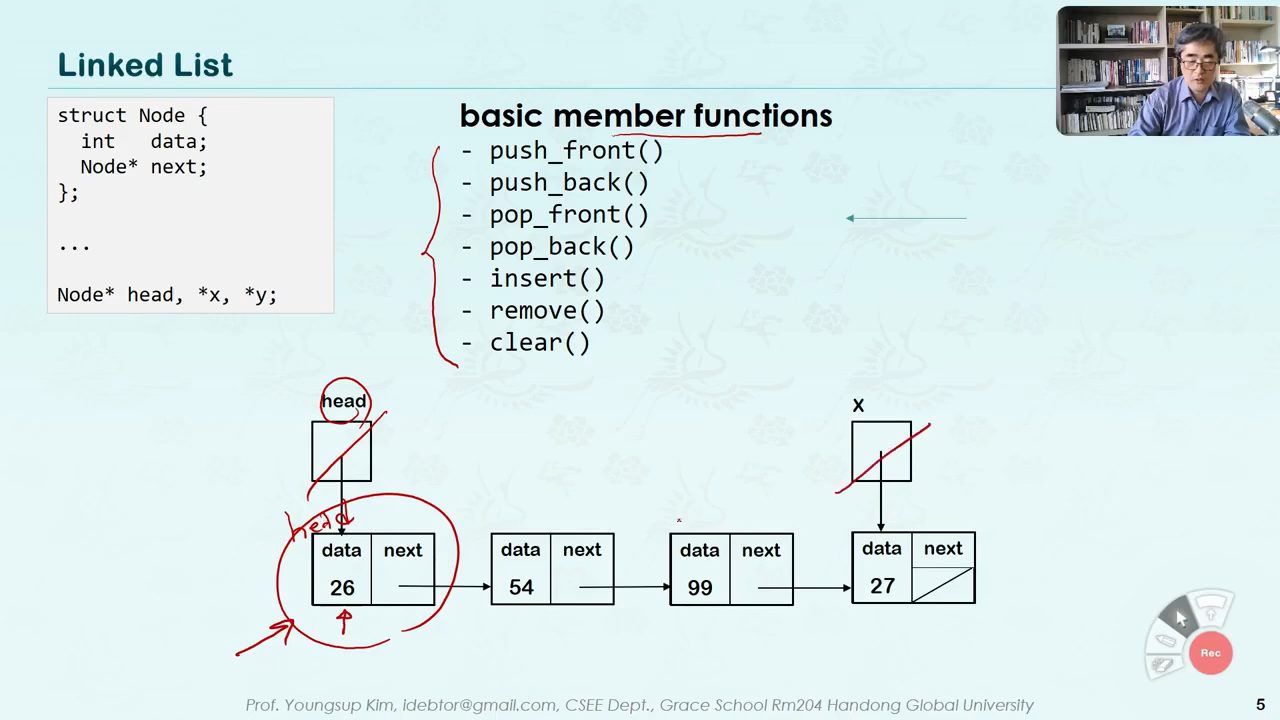 Linked List
struct Node {
int data;
Node* next;
};
...
Node* head, *x, *y;
basic member functions
- push_front()
- push_back()
- pop_front()
- pop_back()
- insert()
- remove()
- clear()
head
x
head
data next
26
data next
54
data next
99
data next
27
Rec
Prof. Youngsup Kim, idebtor@gmail.com, CSEE Dept., Grace School Rm204 Handong Global University
5